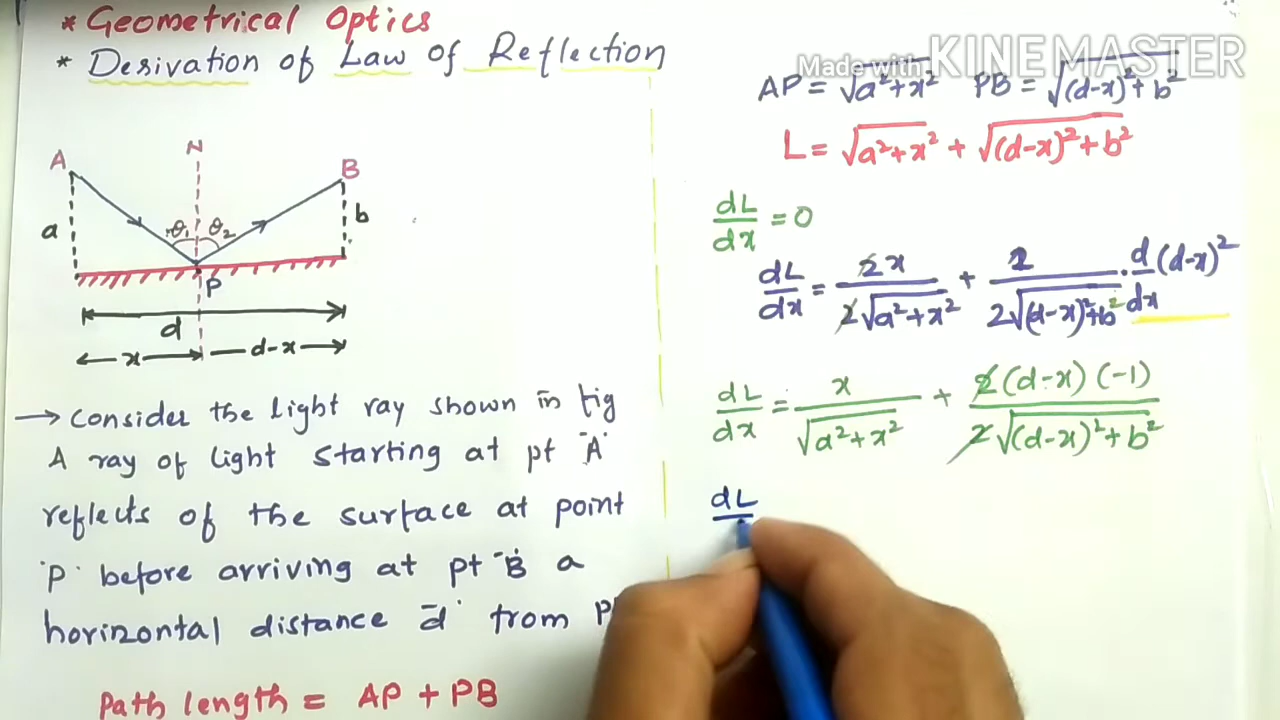 * Geometrical Optics
* Derivation of Law of Reflection
A N B
a θ₁ θ₂ b
P
d
x d-x
→ Consider the light ray shown in fig
A ray of light starting at pt "A"
reflects of the surface at point
"P" before arriving at pt "B" a
horizontal distance "d" from
Path length = AP + PB
Made with KINEMASTER
AP = √(a²+x²) PB = √((d-x)²+b²)
L = √(a²+x²) + √((d-x)²+b²)
dL/dx = 0
dL/dx = 2x/2√(a²+x²) + 1/2√((d-x)²+b²) · d/dx (d-x)²
dL/dx = x/√(a²+x²) + 2(d-x)(-1)/2√((d-x)²+b²)
dL